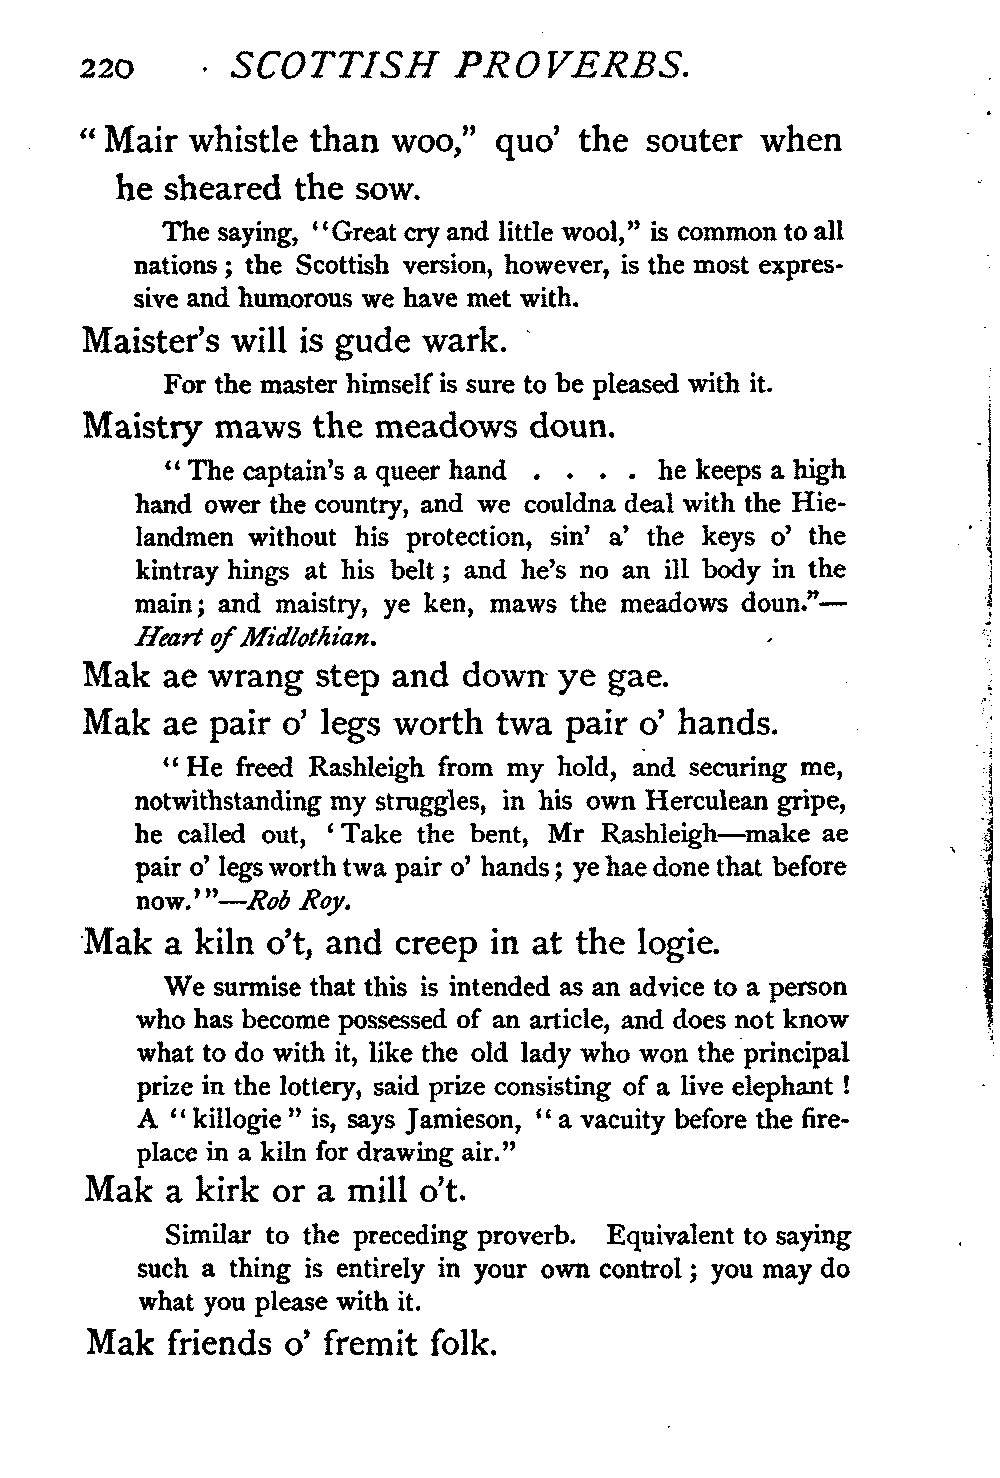 220 SCOTTISH PROVERBS.
“ Mair whistle than woo,” quo’ the souter when
he sheared the sow.
The saying, “Great cry and little wool,” is common to all
nations ; the Scottish version, however, is the most expres-
sive and humorous we have met with.
Maister’s will is gude wark.
For the master himself is sure to be pleased with it.
Maistry maws the meadows doun.
“ The captain’s a queer hand . . . . he keeps a high
hand ower the country, and we couldna deal with the Hie-
landmen without his protection, sin’ a’ the keys o’ the
kintray hings at his belt ; and he’s no an ill body in the
main ; and maistry, ye ken, maws the meadows doun.”—
Heart of Midlothian.
Mak ae wrang step and down ye gae.
Mak ae pair o’ legs worth twa pair o’ hands.
“ He freed Rashleigh from my hold, and securing me,
notwithstanding my struggles, in his own Herculean gripe,
he called out, ‘ Take the bent, Mr Rashleigh—make ae
pair o’ legs worth twa pair o’ hands ; ye hae done that before
now.’ ”—Rob Roy.
Mak a kiln o’t, and creep in at the logie.
We surmise that this is intended as an advice to a person
who has become possessed of an article, and does not know
what to do with it, like the old lady who won the principal
prize in the lottery, said prize consisting of a live elephant !
A “ killogie ” is, says Jamieson, “ a vacuity before the fire-
place in a kiln for drawing air.”
Mak a kirk or a mill o’t.
Similar to the preceding proverb. Equivalent to saying
such a thing is entirely in your own control ; you may do
what you please with it.
Mak friends o’ fremit folk.